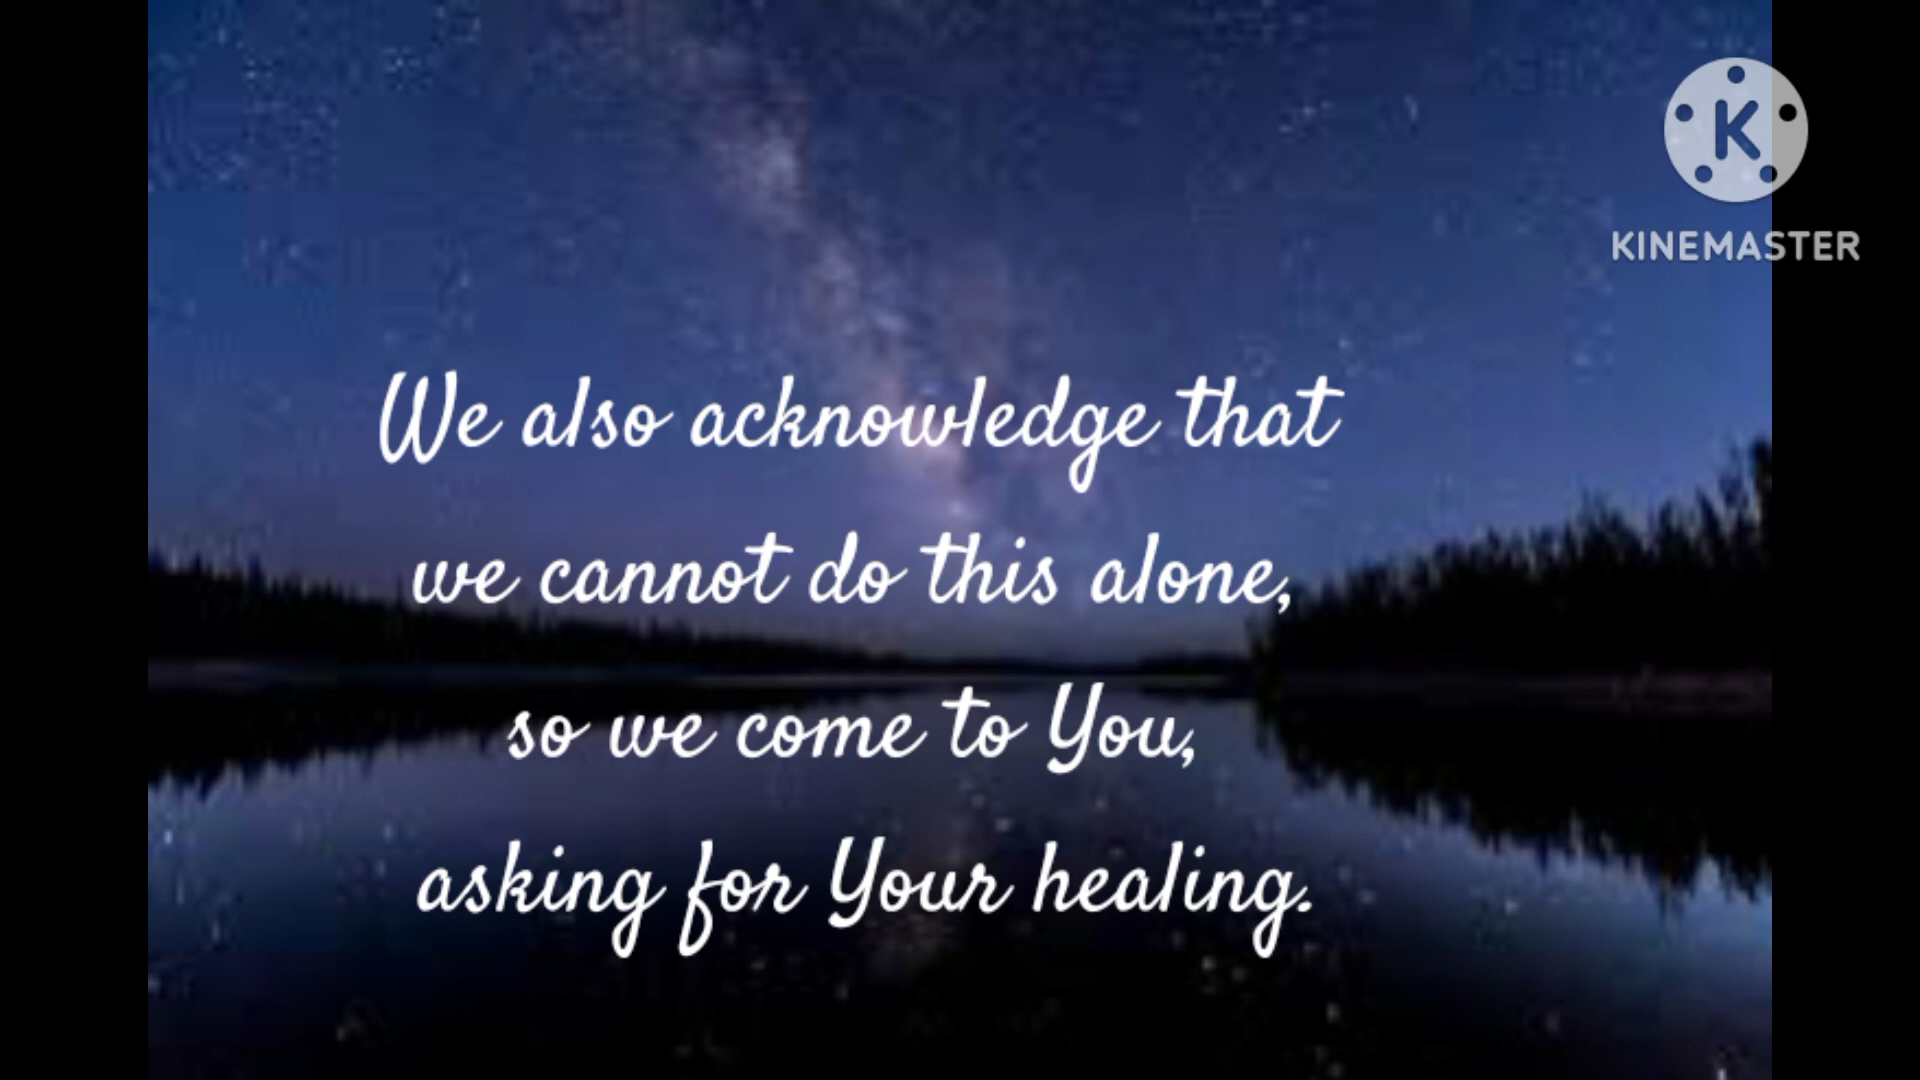 K
KINEMASTER
We also acknowledge that
we cannot do this alone,
so we come to You,
asking for Your healing.